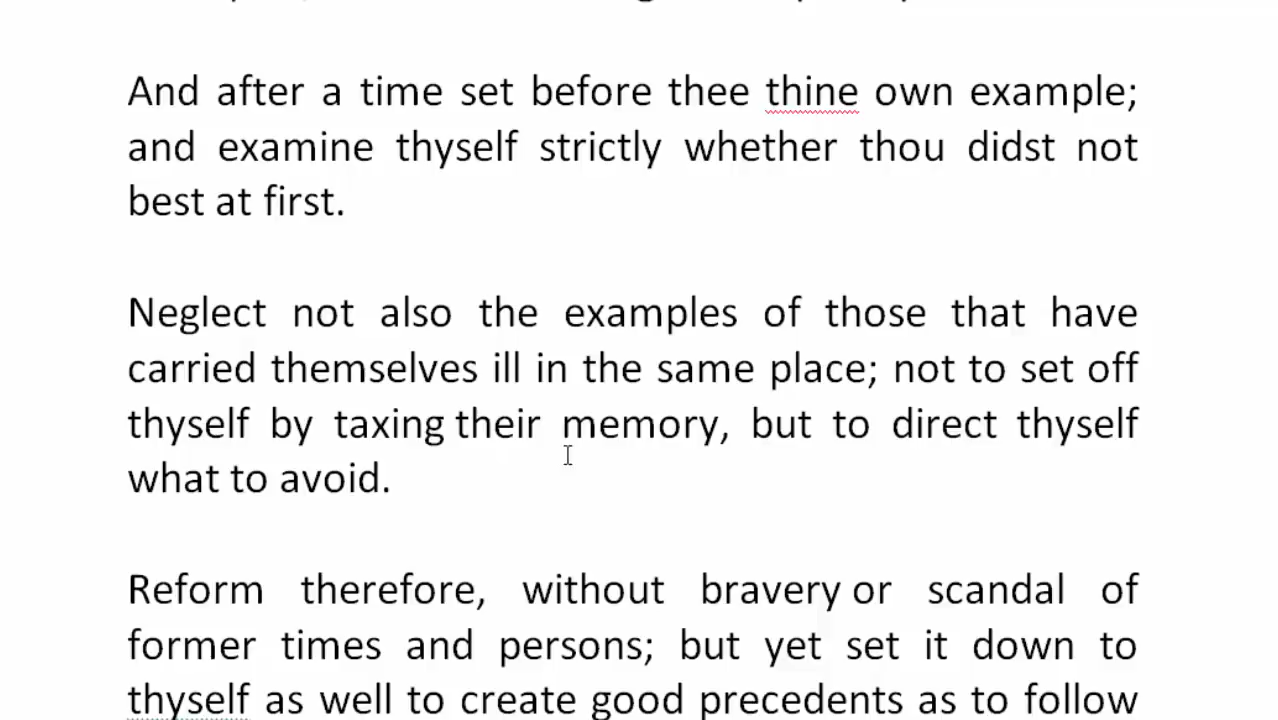 And after a time set before thee thine own example;
and examine thyself strictly whether thou didst not
best at first.
Neglect not also the examples of those that have
carried themselves ill in the same place; not to set off
thyself by taxing their memory, but to direct thyself
what to avoid.
Reform therefore, without bravery or scandal of
former times and persons; but yet set it down to
thyself as well to create good precedents as to follow